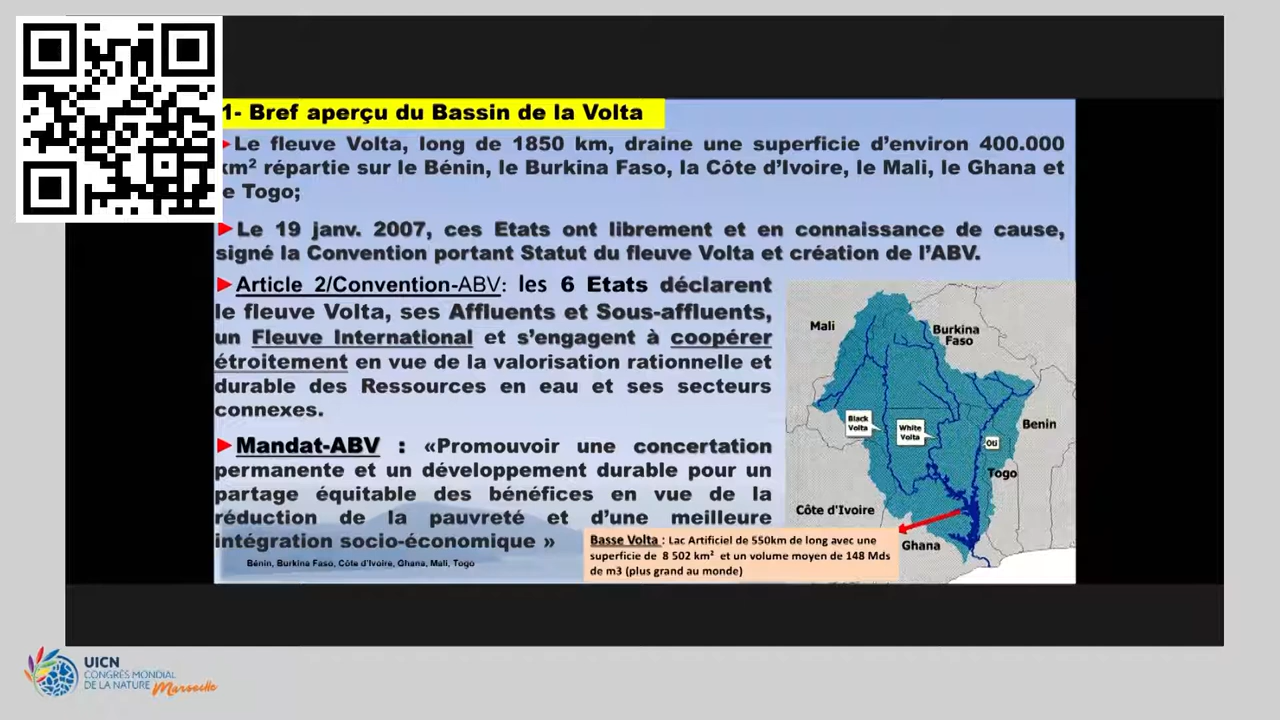 1- Bref aperçu du Bassin de la Volta
Le fleuve Volta, long de 1850 km, draine une superficie d’environ 400.000
km² répartie sur le Bénin, le Burkina Faso, la Côte d’Ivoire, le Mali, le Ghana et
e Togo;
Le 19 janv. 2007, ces Etats ont librement et en connaissance de cause,
signé la Convention portant Statut du fleuve Volta et création de l’ABV.
Article 2/Convention-ABV: les 6 Etats déclarent
le fleuve Volta, ses Affluents et Sous-affluents,
un Fleuve International et s’engagent à coopérer
étroitement en vue de la valorisation rationnelle et
durable des Ressources en eau et ses secteurs
connexes.
Mandat-ABV : «Promouvoir une concertation
permanente et un développement durable pour un
partage équitable des bénéfices en vue de la
réduction de la pauvreté et d’une meilleure
intégration socio-économique »
Bénin, Burkina Faso, Côte d’Ivoire, Ghana, Mali, Togo
Mali
Burkina
Faso
Black
Volta
White
Volta
Oti
Benin
Togo
Côte d'Ivoire
Ghana
Basse Volta : Lac Artificiel de 550km de long avec une
superficie de 8 502 km² et un volume moyen de 148 Mds
de m3 (plus grand au monde)
UICN
CONGRÈS MONDIAL
DE LA NATURE
Marseille